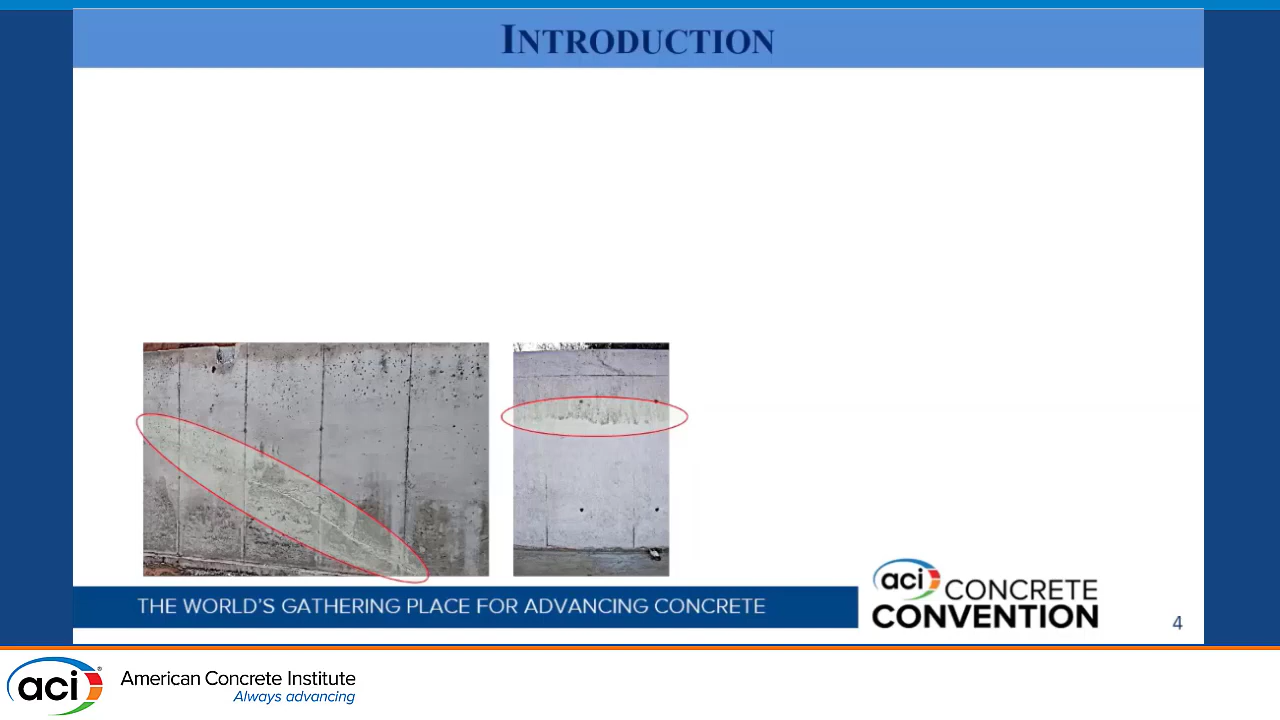 INTRODUCTION
THE WORLD'S GATHERING PLACE FOR ADVANCING CONCRETE
aci CONCRETE
CONVENTION
4
aci® American Concrete Institute
Always advancing